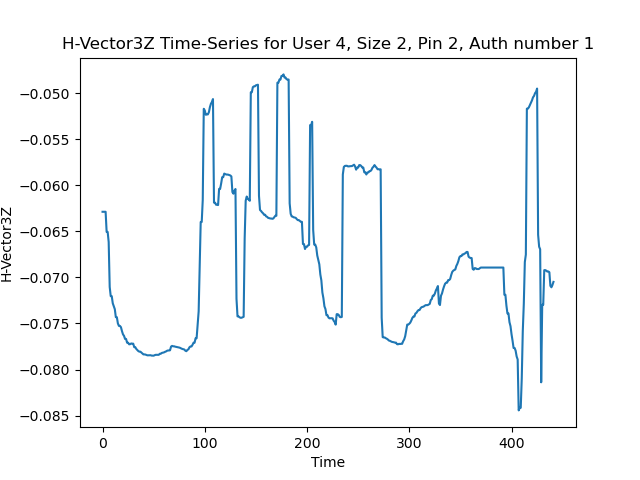 H-Vector3Z Time-Series for User 4, Size 2, Pin 2, Auth number 1
−0.050
−0.055
−0.060
−0.065
−0.070
−0.075
−0.080
−0.085
H-Vector3Z
0 100 200 300 400
Time